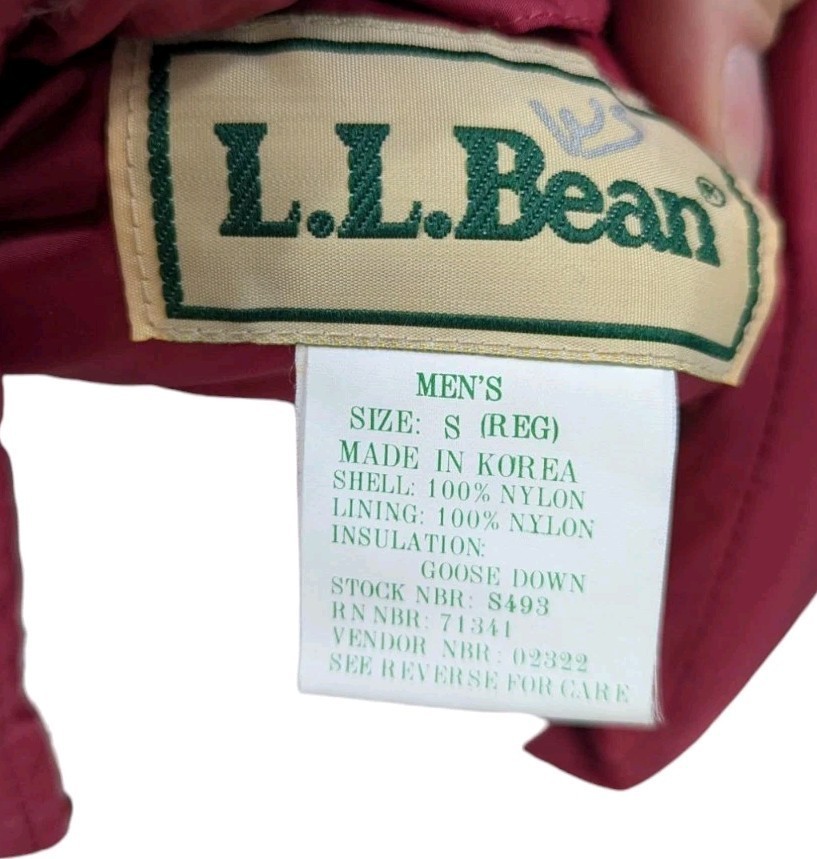 L.L.Bean®
MEN'S
SIZE: S (REG)
MADE IN KOREA
SHELL: 100% NYLON
LINING: 100% NYLON
INSULATION:
GOOSE DOWN
STOCK NBR: S493
RN NBR: 71341
VENDOR NBR: 02322
SEE REVERSE FOR CARE